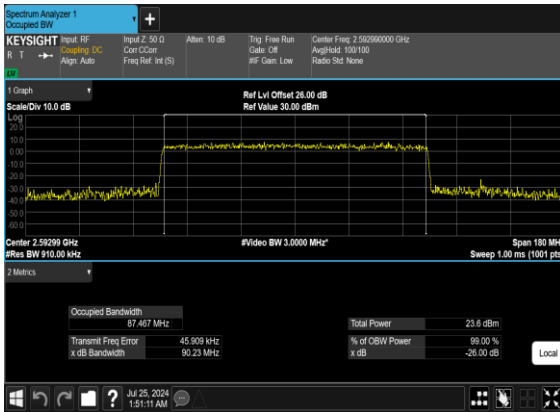 Spectrum Analyzer 1
Occupied BW
KEYSIGHT Input: RF Input Z: 50 Ω Atten: 10 dB Trig: Free Run Center Freq: 2.592990000 GHz
R T Coupling: DC Corr CCorr Gate: Off Avg|Hold: 100/100
Align: Auto Freq Ref: Int (S) #IF Gain: Low Radio Std: None
LXI
1 Graph Ref Lvl Offset 26.00 dB
Scale/Div 10.0 dB Ref Value 30.00 dBm
Log
20.0
10.0
0.00
-10.0
-20.0
-30.0
-40.0
-50.0
-60.0
Center 2.59299 GHz #Video BW 3.0000 MHz* Span 180 MH
#Res BW 910.00 kHz Sweep 1.00 ms (1001 pts
2 Metrics
Occupied Bandwidth
87.467 MHz Total Power 23.6 dBm
Transmit Freq Error 45.909 kHz % of OBW Power 99.00 %
x dB Bandwidth 90.23 MHz x dB -26.00 dB
Local
Jul 25, 2024
1:51:11 AM